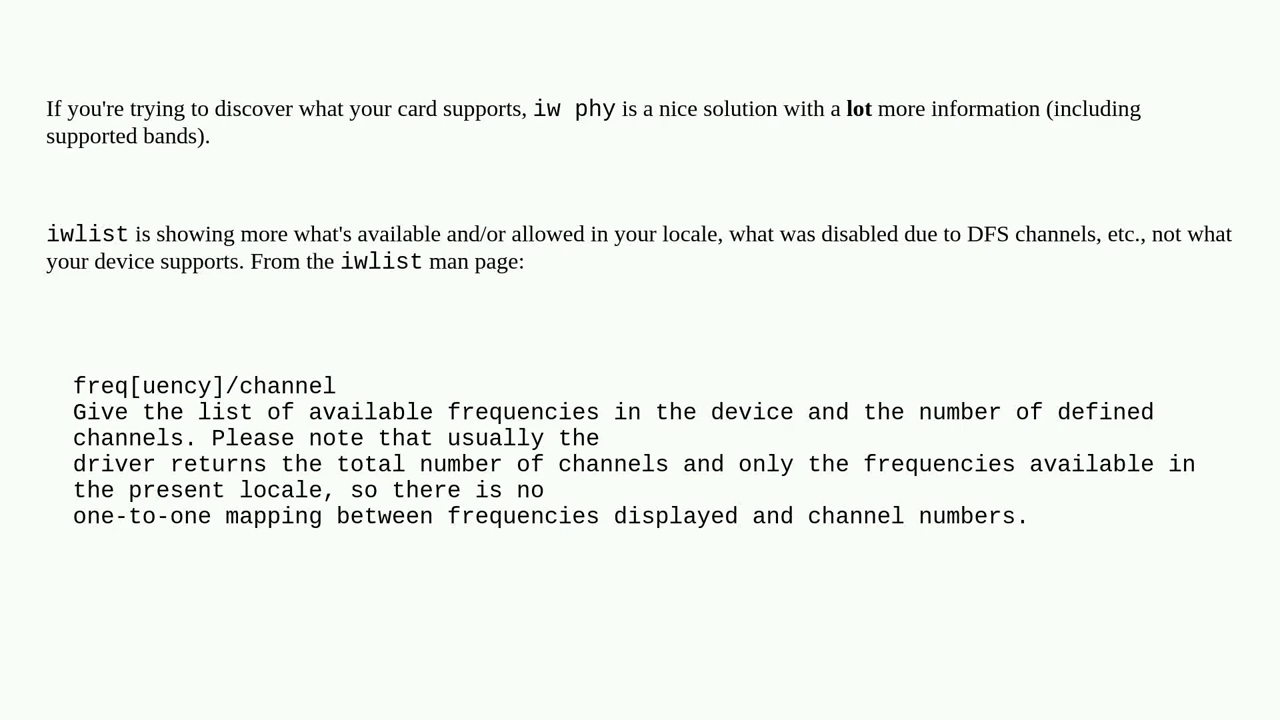 If you're trying to discover what your card supports, iw phy is a nice solution with a lot more information (including
supported bands).
iwlist is showing more what's available and/or allowed in your locale, what was disabled due to DFS channels, etc., not what
your device supports. From the iwlist man page:
freq[uency]/channel
Give the list of available frequencies in the device and the number of defined
channels. Please note that usually the
driver returns the total number of channels and only the frequencies available in
the present locale, so there is no
one-to-one mapping between frequencies displayed and channel numbers.